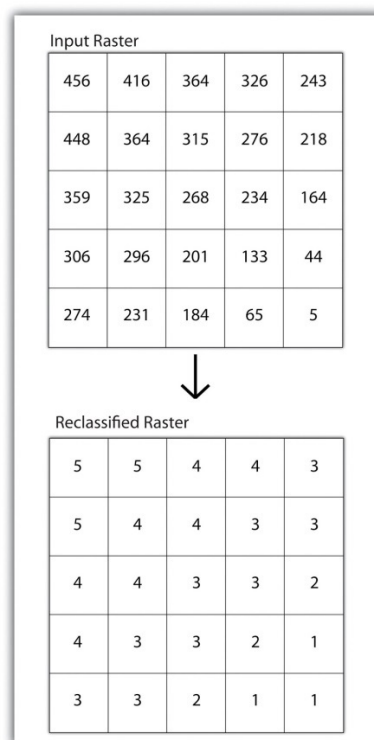 Input Raster
456 416 364 326 243
448 364 315 276 218
359 325 268 234 164
306 296 201 133 44
274 231 184 65 5
Reclassified Raster
5 5 4 4 3
5 4 4 3 3
4 4 3 3 2
4 3 3 2 1
3 3 2 1 1